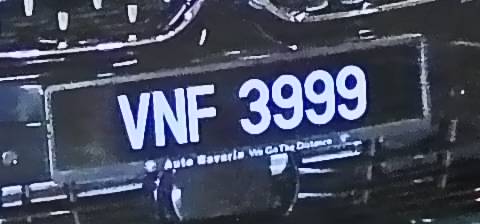 VNF 3999
Auto Bavaria We Go The Distance